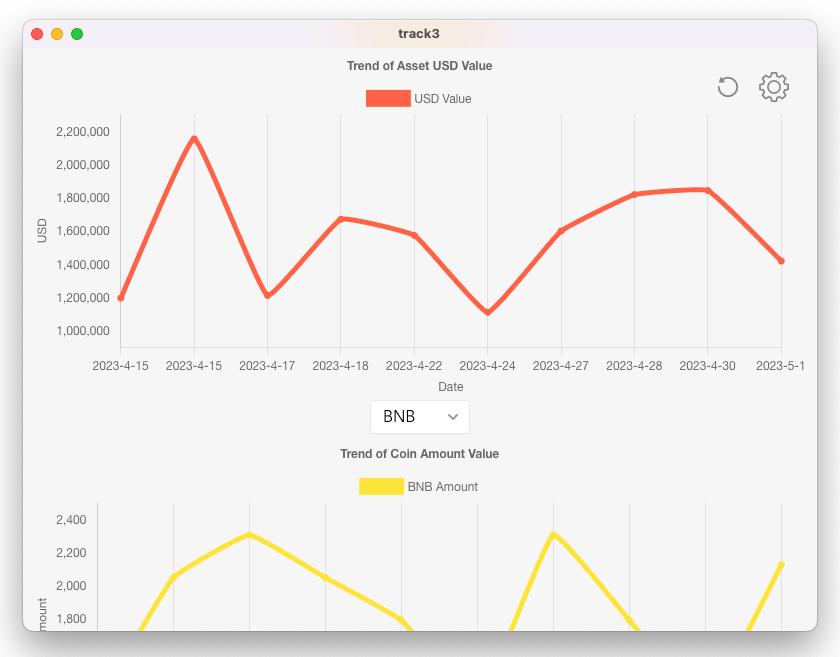 track3
Trend of Asset USD Value
USD Value
2,200,000
2,000,000
1,800,000
1,600,000
1,400,000
1,200,000
1,000,000
USD
2023-4-15 2023-4-15 2023-4-17 2023-4-18 2023-4-22 2023-4-24 2023-4-27 2023-4-28 2023-4-30 2023-5-1
Date
BNB
Trend of Coin Amount Value
BNB Amount
2,400
2,200
2,000
1,800
mount